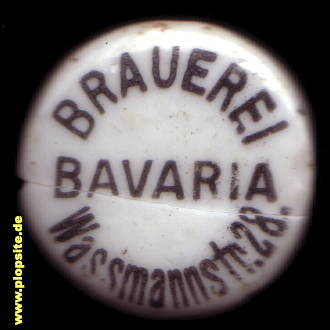 BRAUEREI
BAVARIA
Wassmannstr. 28.
www.plopsite.de